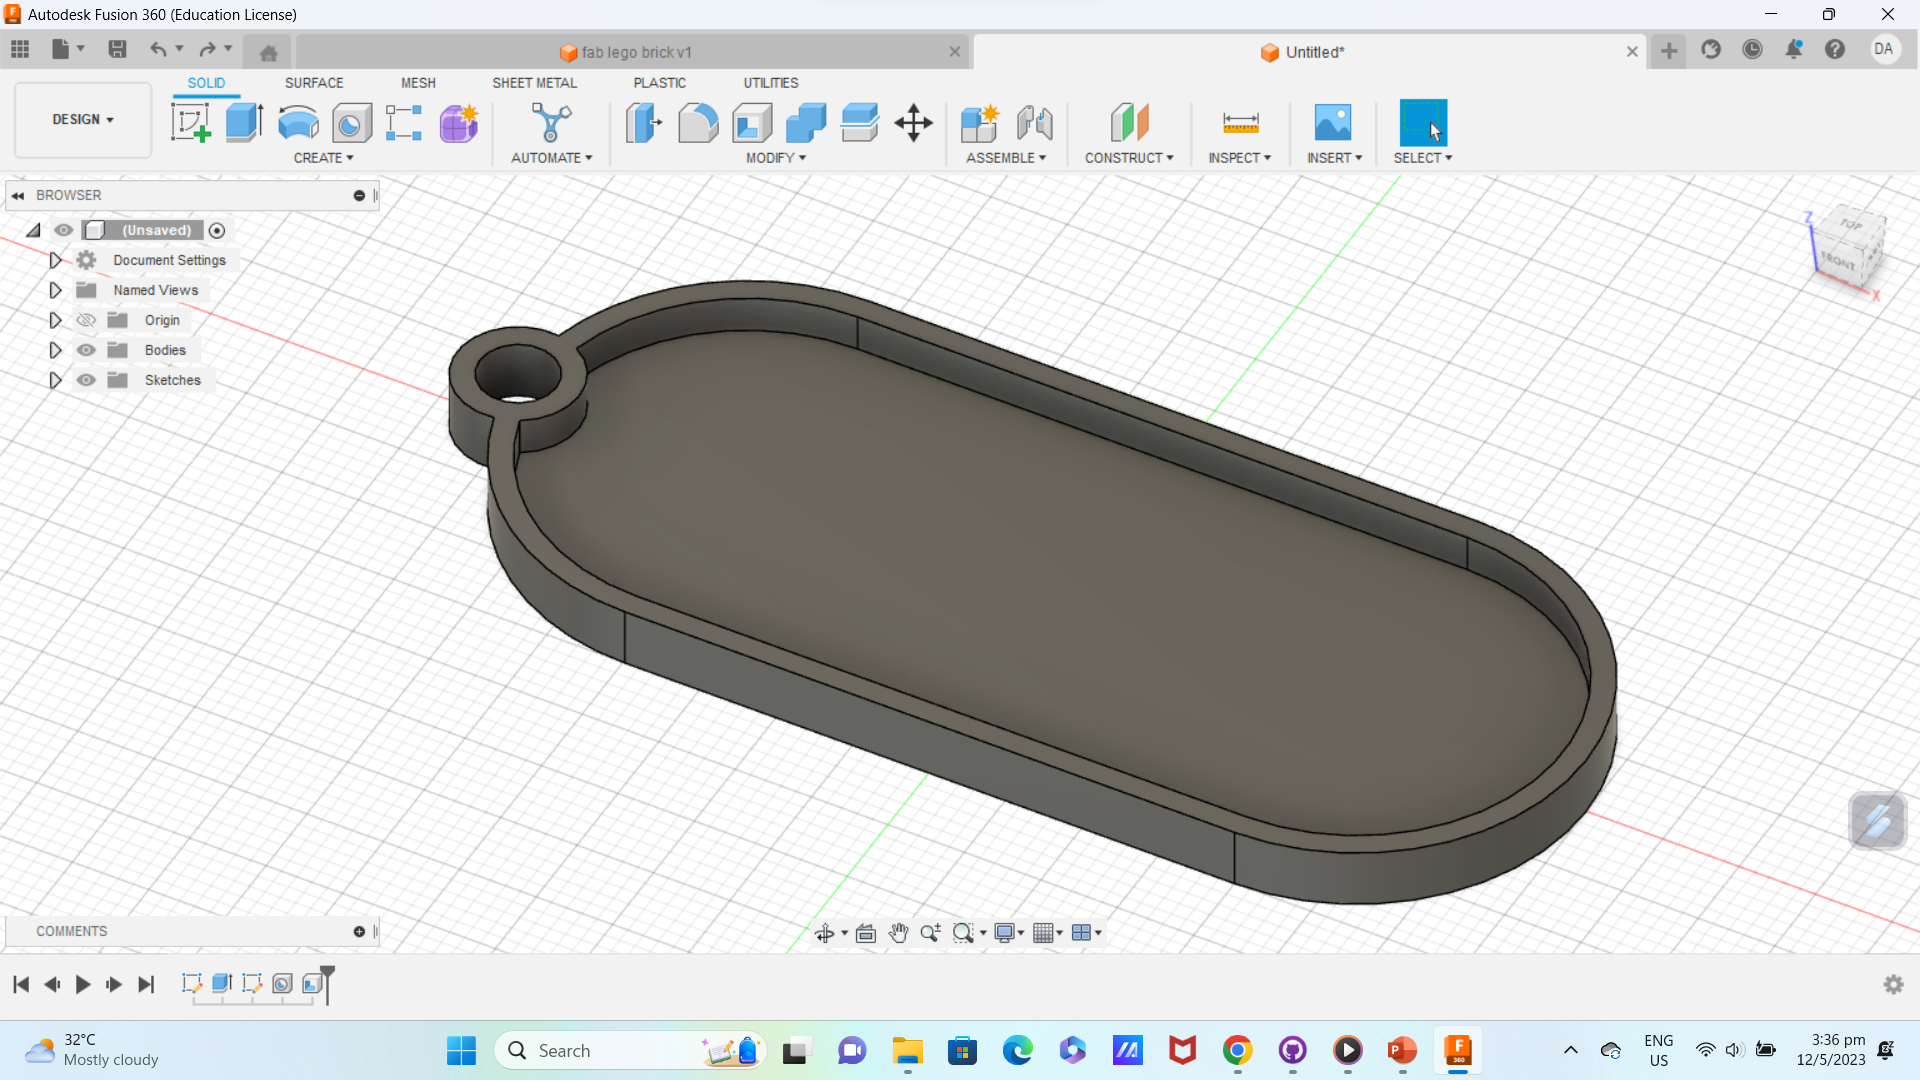 Autodesk Fusion 360 (Education License)
fab lego brick v1
Untitled*
DA
SOLID SURFACE MESH SHEET METAL PLASTIC UTILITIES
DESIGN
CREATE AUTOMATE MODIFY ASSEMBLE CONSTRUCT INSPECT INSERT SELECT
BROWSER
(Unsaved)
Document Settings
Named Views
Origin
Bodies
Sketches
Z
TOP
FRONT
X
COMMENTS
32°C
Mostly cloudy
Search
F
360
ENG
US
3:36 pm
12/5/2023